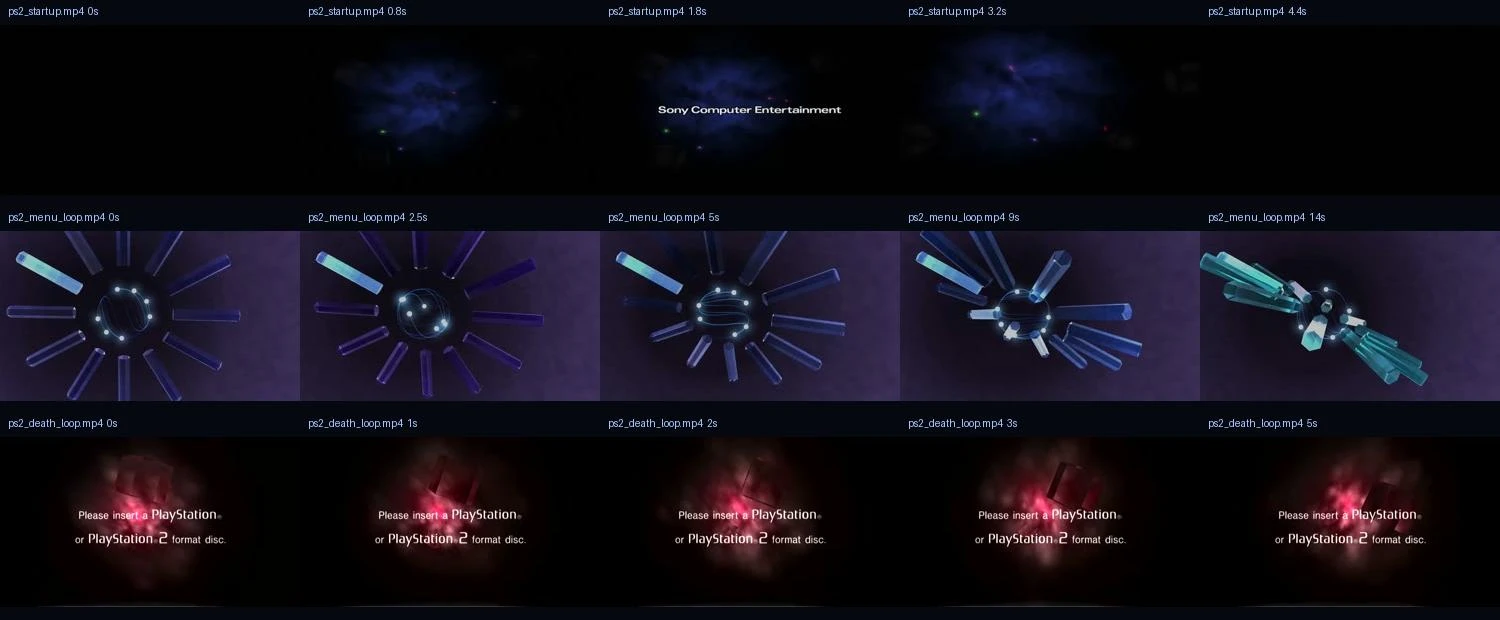 ps2_startup.mp4 0s
ps2_startup.mp4 0.8s
ps2_startup.mp4 1.8s
ps2_startup.mp4 3.2s
ps2_startup.mp4 4.4s
Sony Computer Entertainment
ps2_menu_loop.mp4 0s
ps2_menu_loop.mp4 2.5s
ps2_menu_loop.mp4 5s
ps2_menu_loop.mp4 9s
ps2_menu_loop.mp4 14s
ps2_death_loop.mp4 0s
ps2_death_loop.mp4 1s
ps2_death_loop.mp4 2s
ps2_death_loop.mp4 3s
ps2_death_loop.mp4 5s
Please insert a PlayStation®
or PlayStation®2 format disc.
Please insert a PlayStation®
or PlayStation®2 format disc.
Please insert a PlayStation®
or PlayStation®2 format disc.
Please insert a PlayStation®
or PlayStation®2 format disc.
Please insert a PlayStation®
or PlayStation®2 format disc.